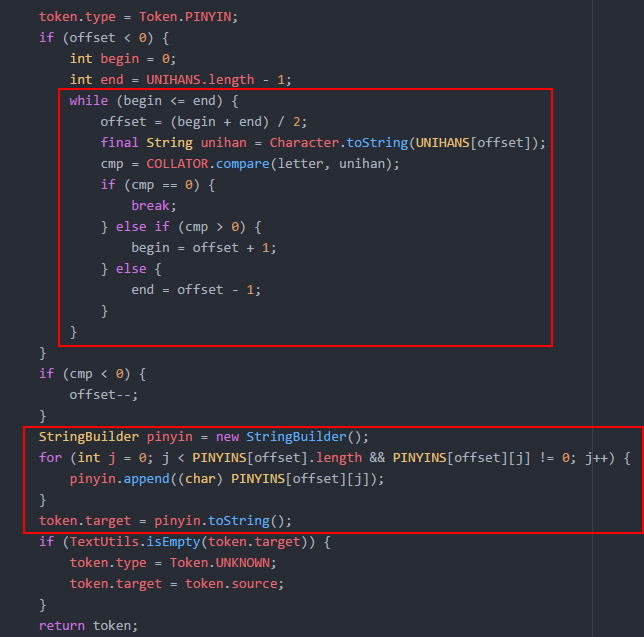 token.type = Token.PINYIN;
if (offset < 0) {
int begin = 0;
int end = UNIHANS.length - 1;
while (begin <= end) {
offset = (begin + end) / 2;
final String unihan = Character.toString(UNIHANS[offset]);
cmp = COLLATOR.compare(letter, unihan);
if (cmp == 0) {
break;
} else if (cmp > 0) {
begin = offset + 1;
} else {
end = offset - 1;
}
}
}
if (cmp < 0) {
offset--;
}
StringBuilder pinyin = new StringBuilder();
for (int j = 0; j < PINYINS[offset].length && PINYINS[offset][j] != 0; j++) {
pinyin.append((char) PINYINS[offset][j]);
}
token.target = pinyin.toString();
if (TextUtils.isEmpty(token.target)) {
token.type = Token.UNKNOWN;
token.target = token.source;
}
return token;